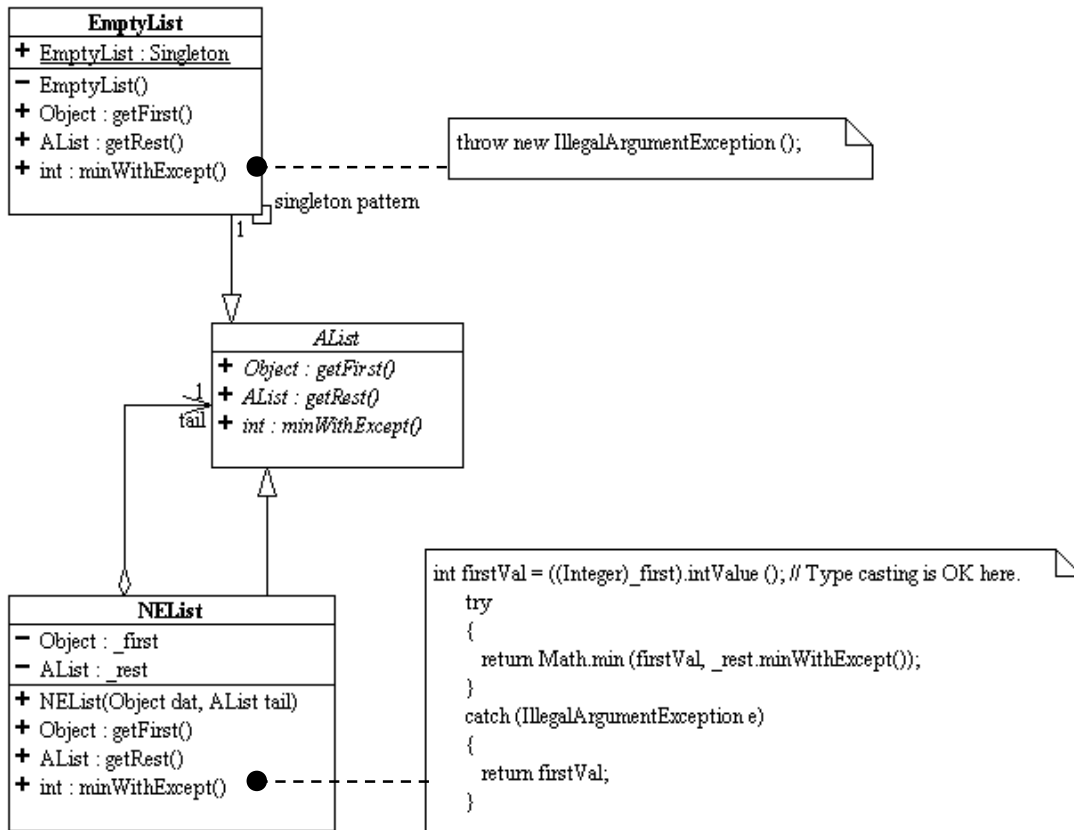 EmptyList
+ EmptyList : Singleton
− EmptyList()
+ Object : getFirst()
+ AList : getRest()
+ int : minWithExcept()
throw new IllegalArgumentException ();
singleton pattern
1
AList
+ Object : getFirst()
+ AList : getRest()
+ int : minWithExcept()
1
tail
NEList
− Object : _first
− AList : _rest
+ NEList(Object dat, AList tail)
+ Object : getFirst()
+ AList : getRest()
+ int : minWithExcept()
int firstVal = ((Integer)_first).intValue (); // Type casting is OK here.
try
{
return Math.min (firstVal, _rest.minWithExcept());
}
catch (IllegalArgumentException e)
{
return firstVal;
}